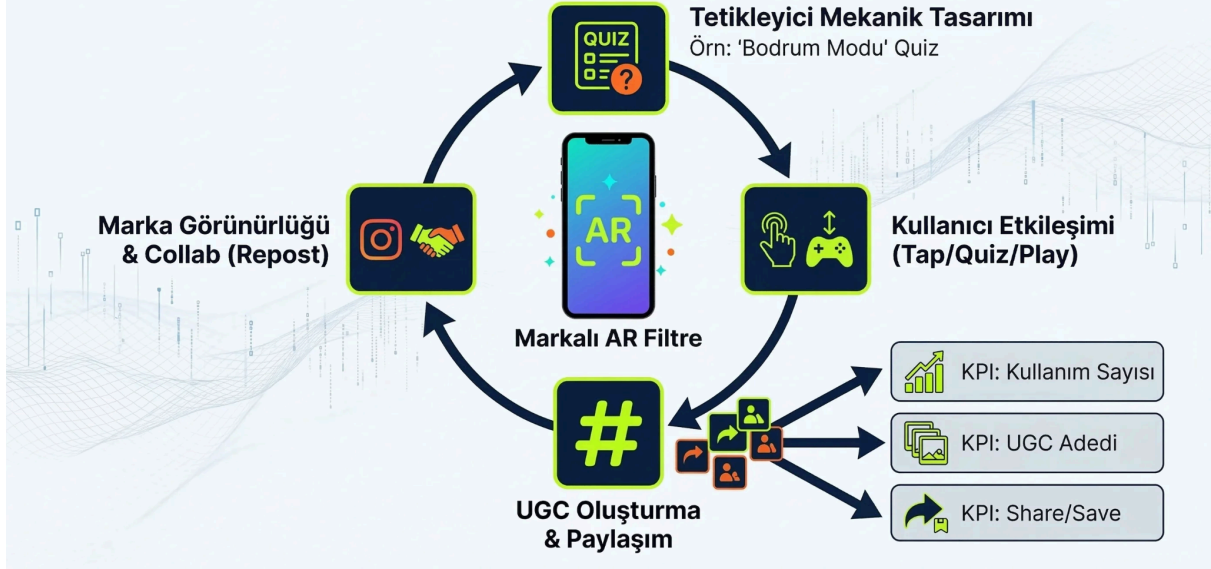 QUIZ
Tetikleyici Mekanik Tasarımı
Örn: 'Bodrum Modu' Quiz
Marka Görünürlüğü
& Collab (Repost)
AR
Markalı AR Filtre
Kullanıcı Etkileşimi
(Tap/Quiz/Play)
#
UGC Oluşturma
& Paylaşım
KPI: Kullanım Sayısı
KPI: UGC Adedi
KPI: Share/Save